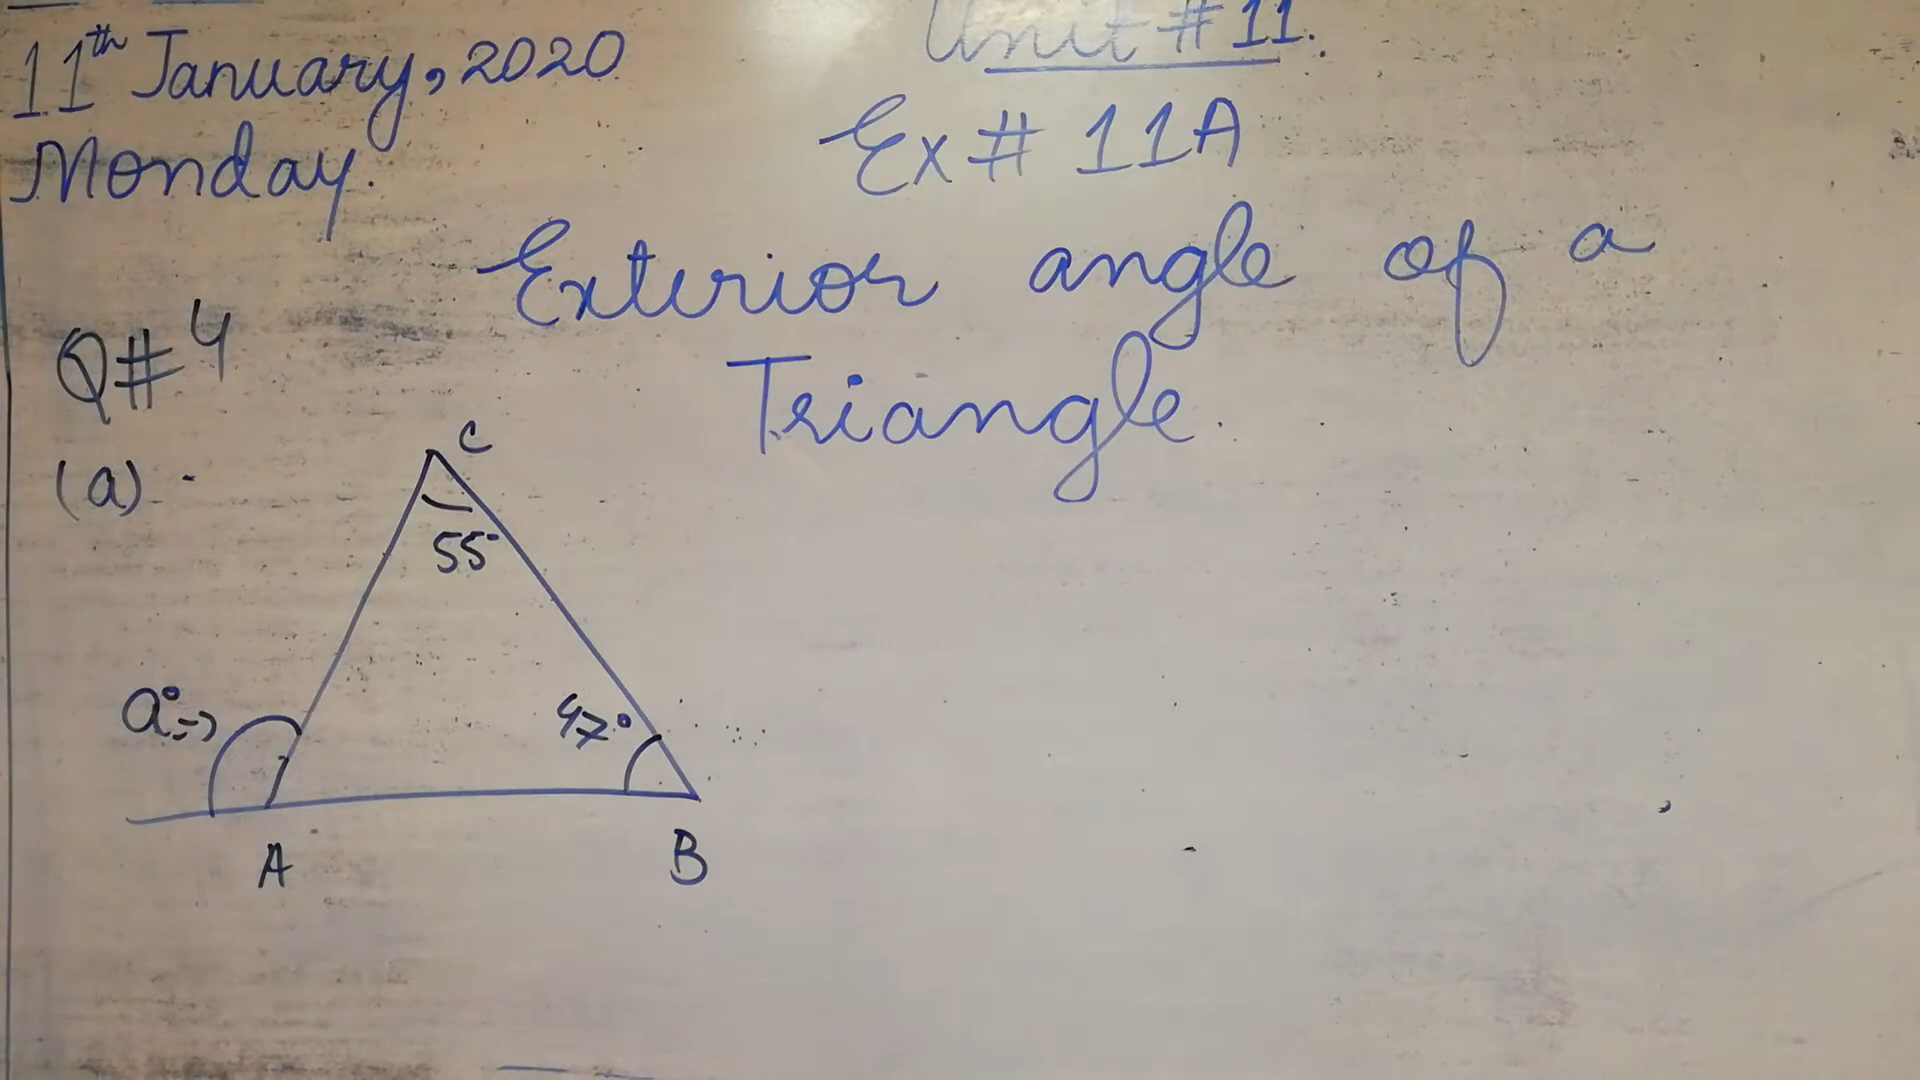 11th January, 2020
Monday.
Unit # 11.
Ex # 11A
Exterior angle of a
Triangle.
Q# 4
(a)
C
55°
a°
47°
A
B